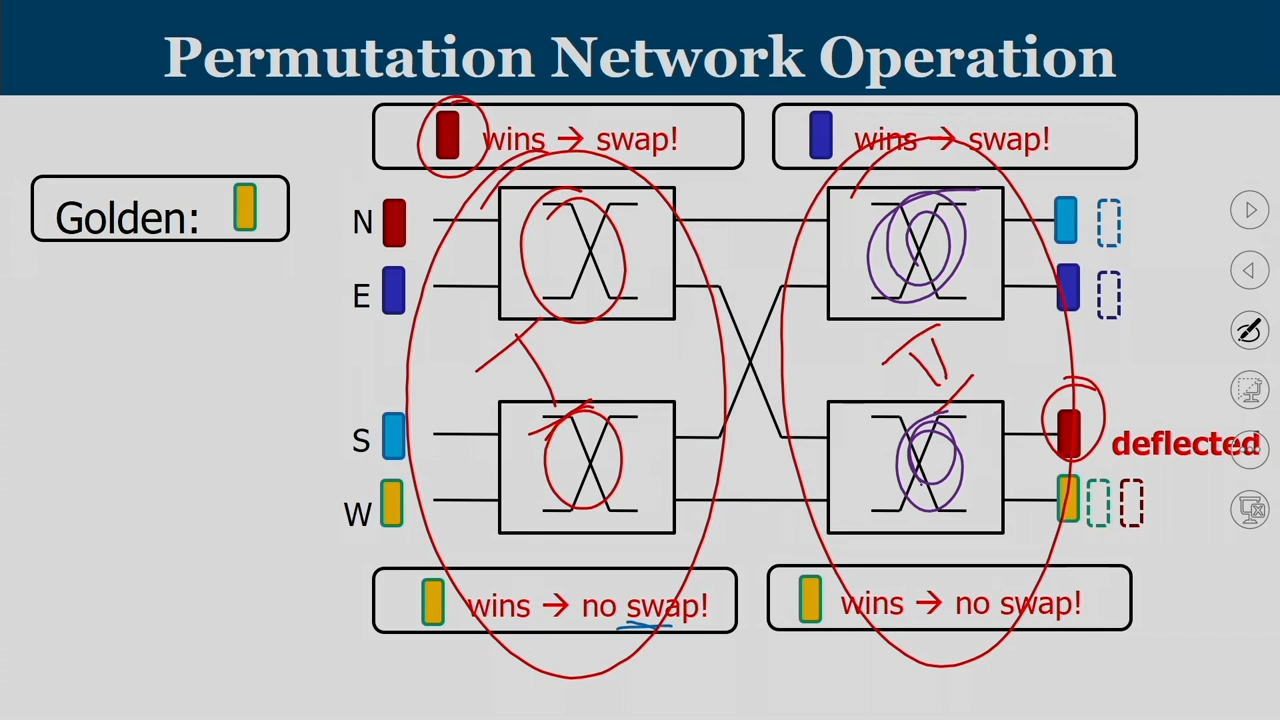 Permutation Network Operation
wins → swap!
wins → swap!
Golden:
N
E
S
deflected
W
wins → no swap!
wins → no swap!